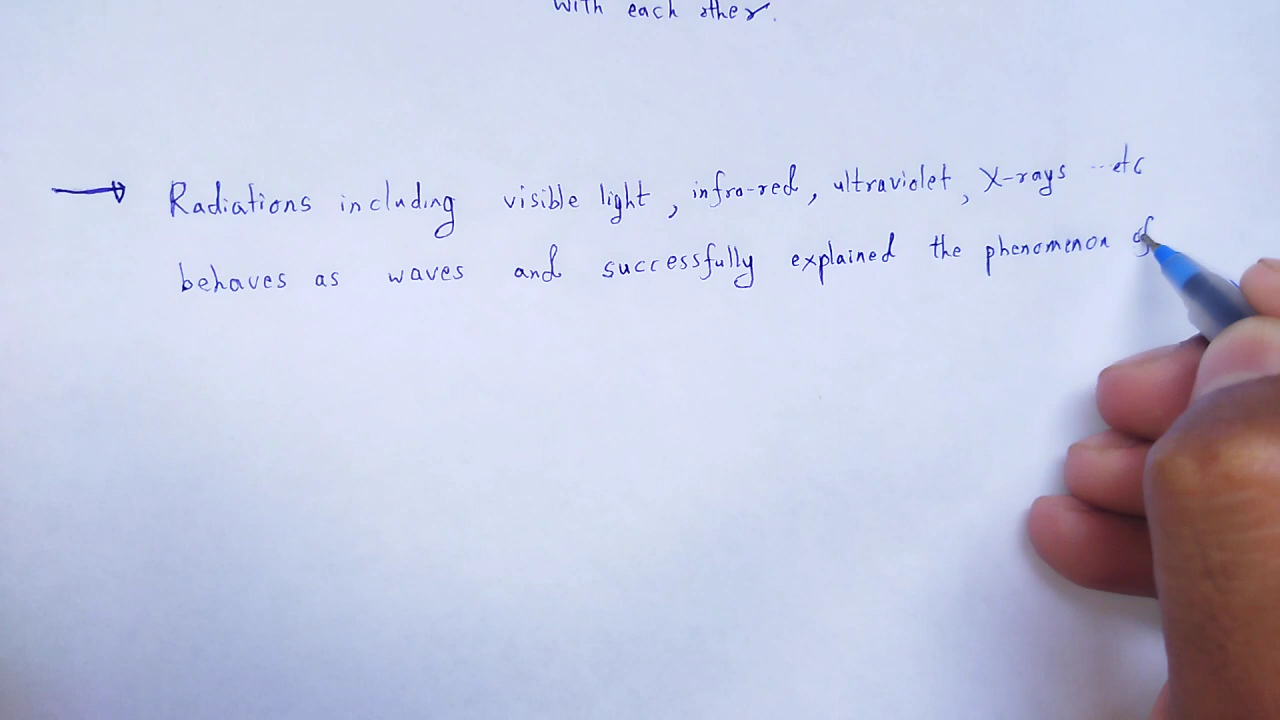 with each other.
→ Radiations including visible light, infra-red, ultraviolet, X-rays ...etc
behaves as waves and successfully explained the phenomenon of